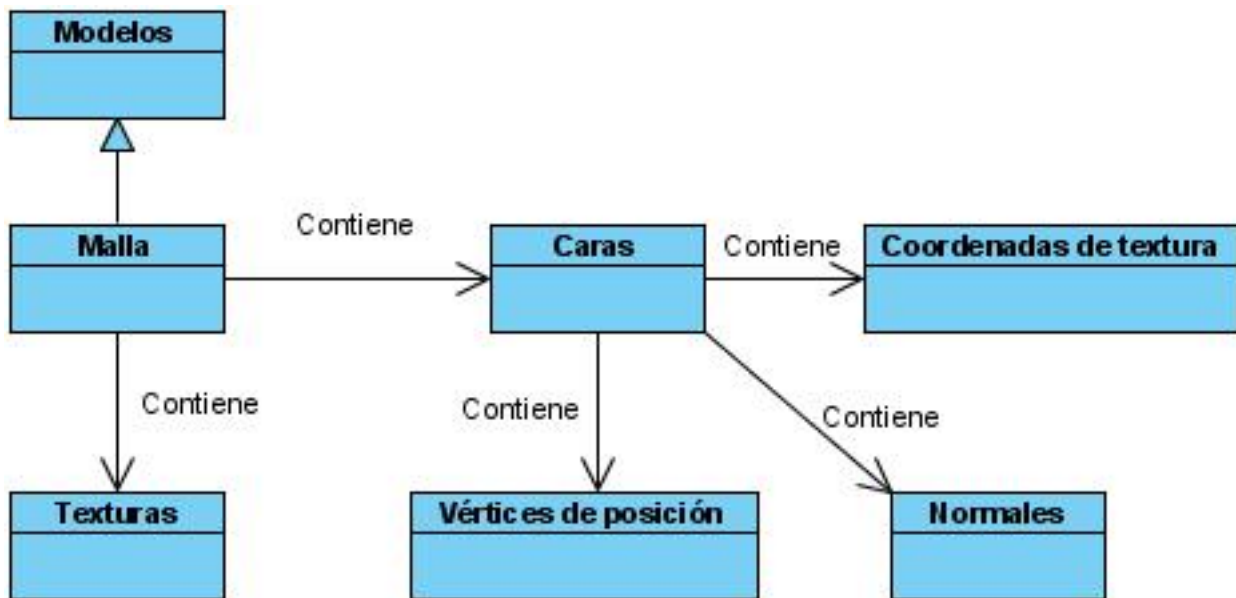 Modelos
Contiene
Malla
Caras
Contiene
Coordenadas de textura
Contiene
Contiene
Contiene
Texturas
Vértices de posición
Normales